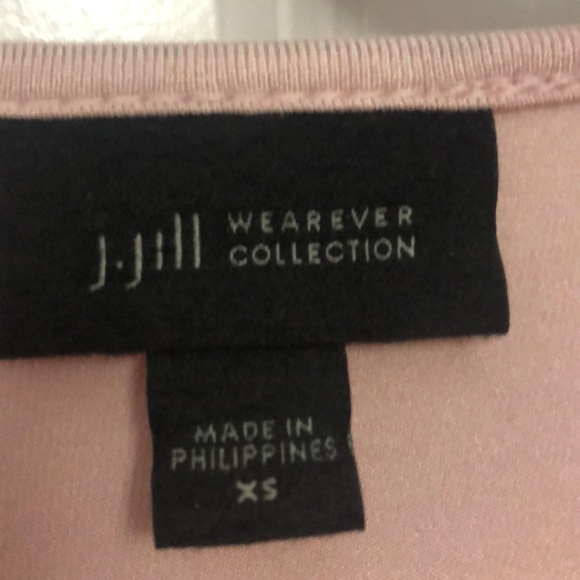 J.Jill WEAREVER
COLLECTION
MADE IN
PHILIPPINES
XS